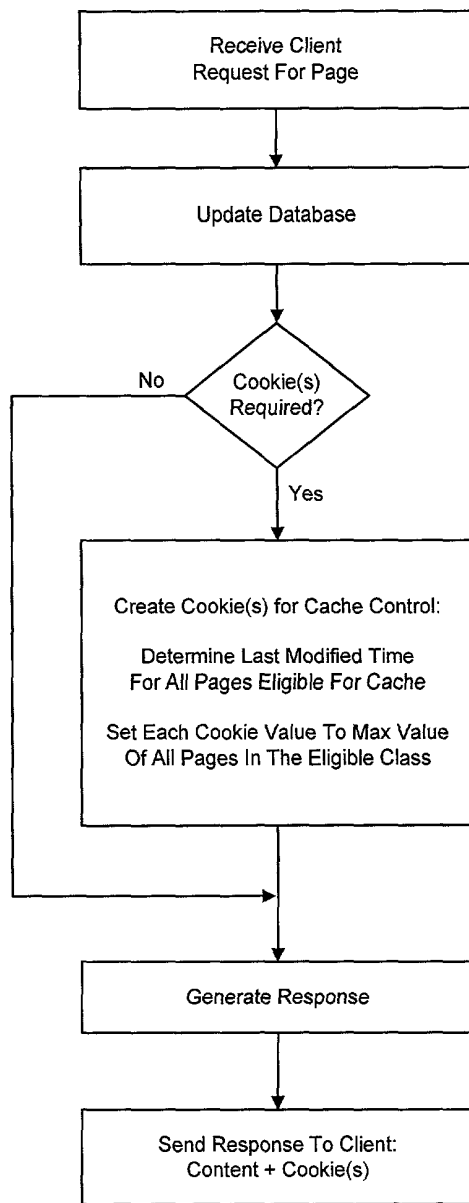 Receive Client
Request For Page
Update Database
No
Cookie(s)
Required?
Yes
Create Cookie(s) for Cache Control:
Determine Last Modified Time
For All Pages Eligible For Cache
Set Each Cookie Value To Max Value
Of All Pages In The Eligible Class
Generate Response
Send Response To Client:
Content + Cookie(s)